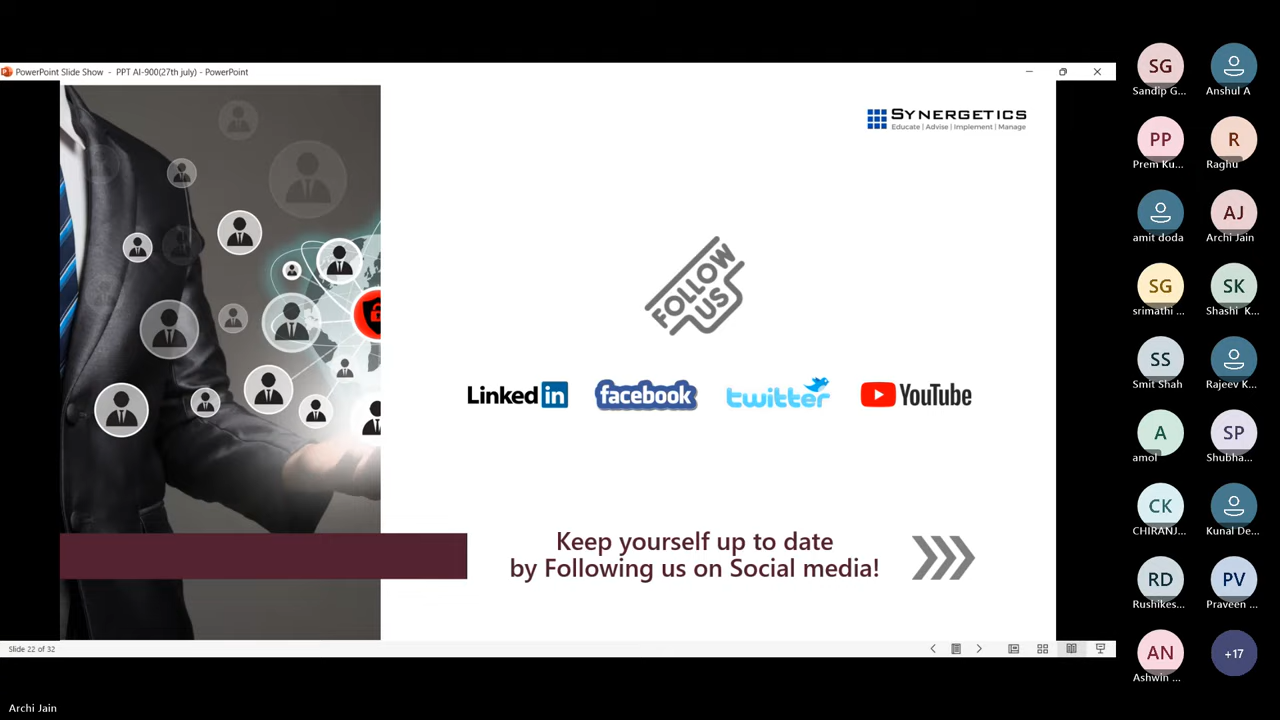 PowerPoint Slide Show - PPT AI-900(27th july) - PowerPoint
SYNERGETICS
Educate | Advise | Implement | Manage
FOLLOW
US
Linked in
facebook
twitter
YouTube
Keep yourself up to date
by Following us on Social media!
Slide 22 of 32
SG
Sandip G...
Anshul A
PP
Prem Ku...
R
Raghu
amit doda
AJ
Archi Jain
SG
srimathi ...
SK
Shashi K...
SS
Smit Shah
Rajeev K...
A
amol
SP
Shubha...
CK
CHIRANJ...
Kunal De...
RD
Rushikes...
PV
Praveen ...
AN
Ashwin ...
+17
Archi Jain